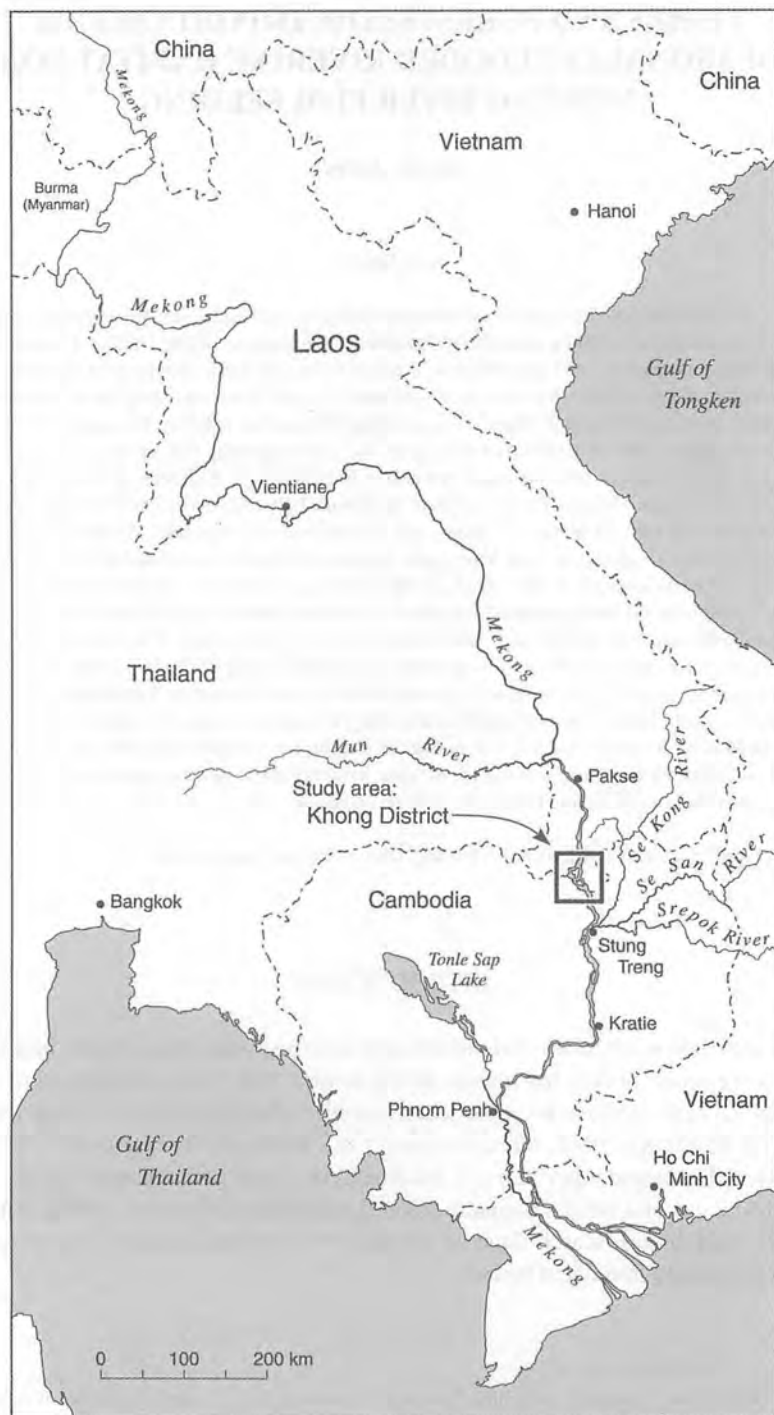 China
Mekong
China
Vietnam
Burma
(Myanmar)
Hanoi
Mekong
Laos
Gulf of
Tongken
Vientiane
Mekong
Thailand
Mun River
Pakse
Study area:
Khong District
Se Kong River
Se San River
Srepok River
Bangkok
Cambodia
Stung
Treng
Tonle Sap
Lake
Kratie
Phnom Penh
Vietnam
Gulf of
Thailand
Ho Chi
Minh City
Mekong
0 100 200 km